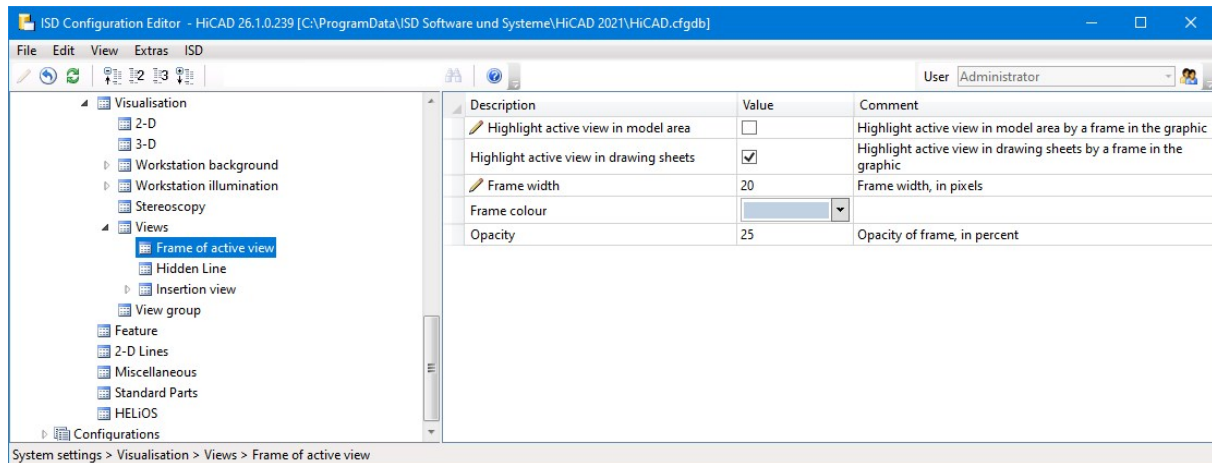 ISD Configuration Editor - HiCAD 26.1.0.239 [C:\ProgramData\ISD Software und Systeme\HiCAD 2021\HiCAD.cfgdb]
File Edit View Extras ISD
2 3 User Administrator
Visualisation
2-D
3-D
Workstation background
Workstation illumination
Stereoscopy
Views
Frame of active view
Hidden Line
Insertion view
View group
Feature
2-D Lines
Miscellaneous
Standard Parts
HELiOS
Configurations
Description Value Comment
Highlight active view in model area Highlight active view in model area by a frame in the graphic
Highlight active view in drawing sheets Highlight active view in drawing sheets by a frame in the
graphic
Frame width 20 Frame width, in pixels
Frame colour
Opacity 25 Opacity of frame, in percent
System settings > Visualisation > Views > Frame of active view